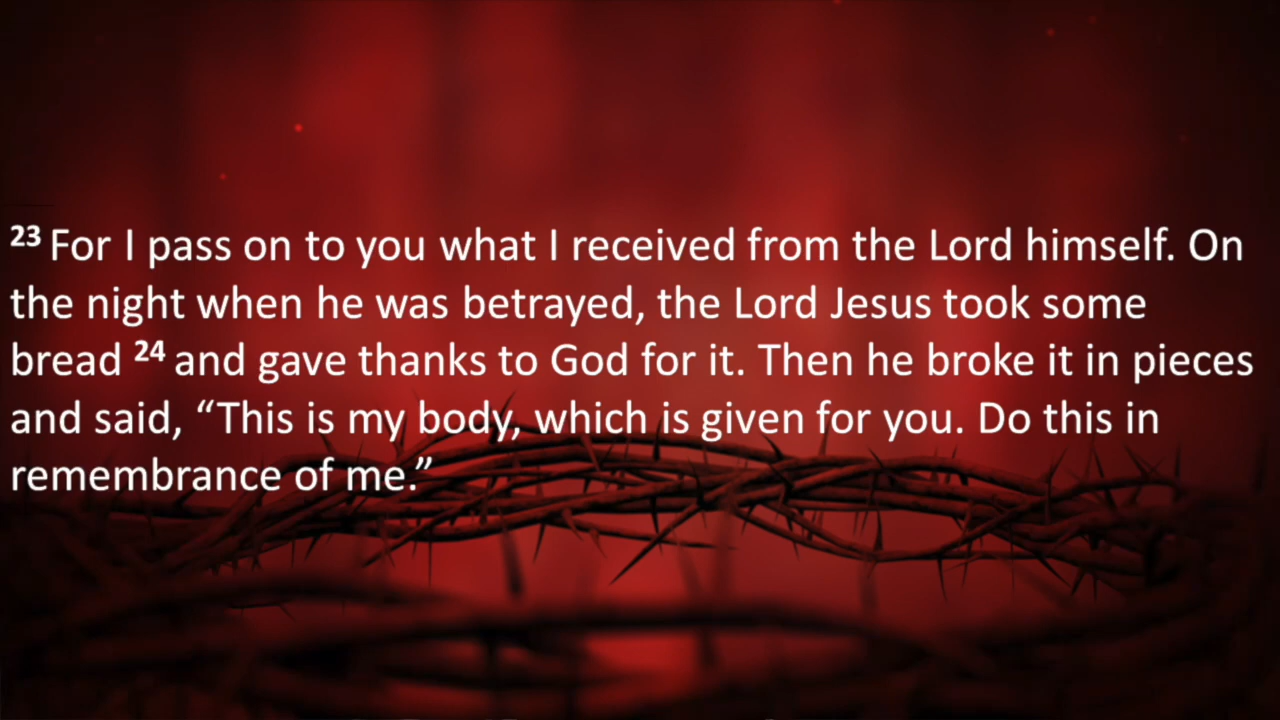 23 For I pass on to you what I received from the Lord himself. On
the night when he was betrayed, the Lord Jesus took some
bread 24 and gave thanks to God for it. Then he broke it in pieces
and said, “This is my body, which is given for you. Do this in
remembrance of me.”